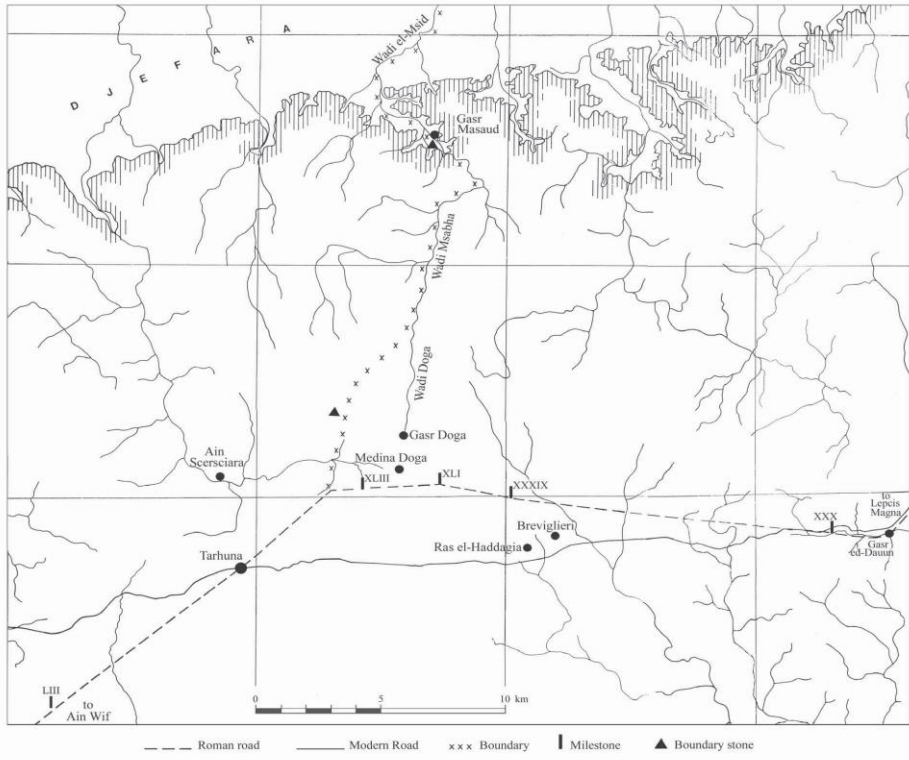 DJEFARA
Wadi el-Msid
Gasr
Masaud
Wadi Msabha
Wadi Doga
Gasr Doga
Ain
Scersciara
Medina Doga
XLIII
XLI
XXXIX
XXX
to
Lepcis
Magna
Breviglieri
Ras el-Haddagia
Gasr
ed-Dauun
Tarhuna
LIII
to
Ain Wif
0 5 10 km
Roman road Modern Road xxx Boundary Milestone Boundary stone